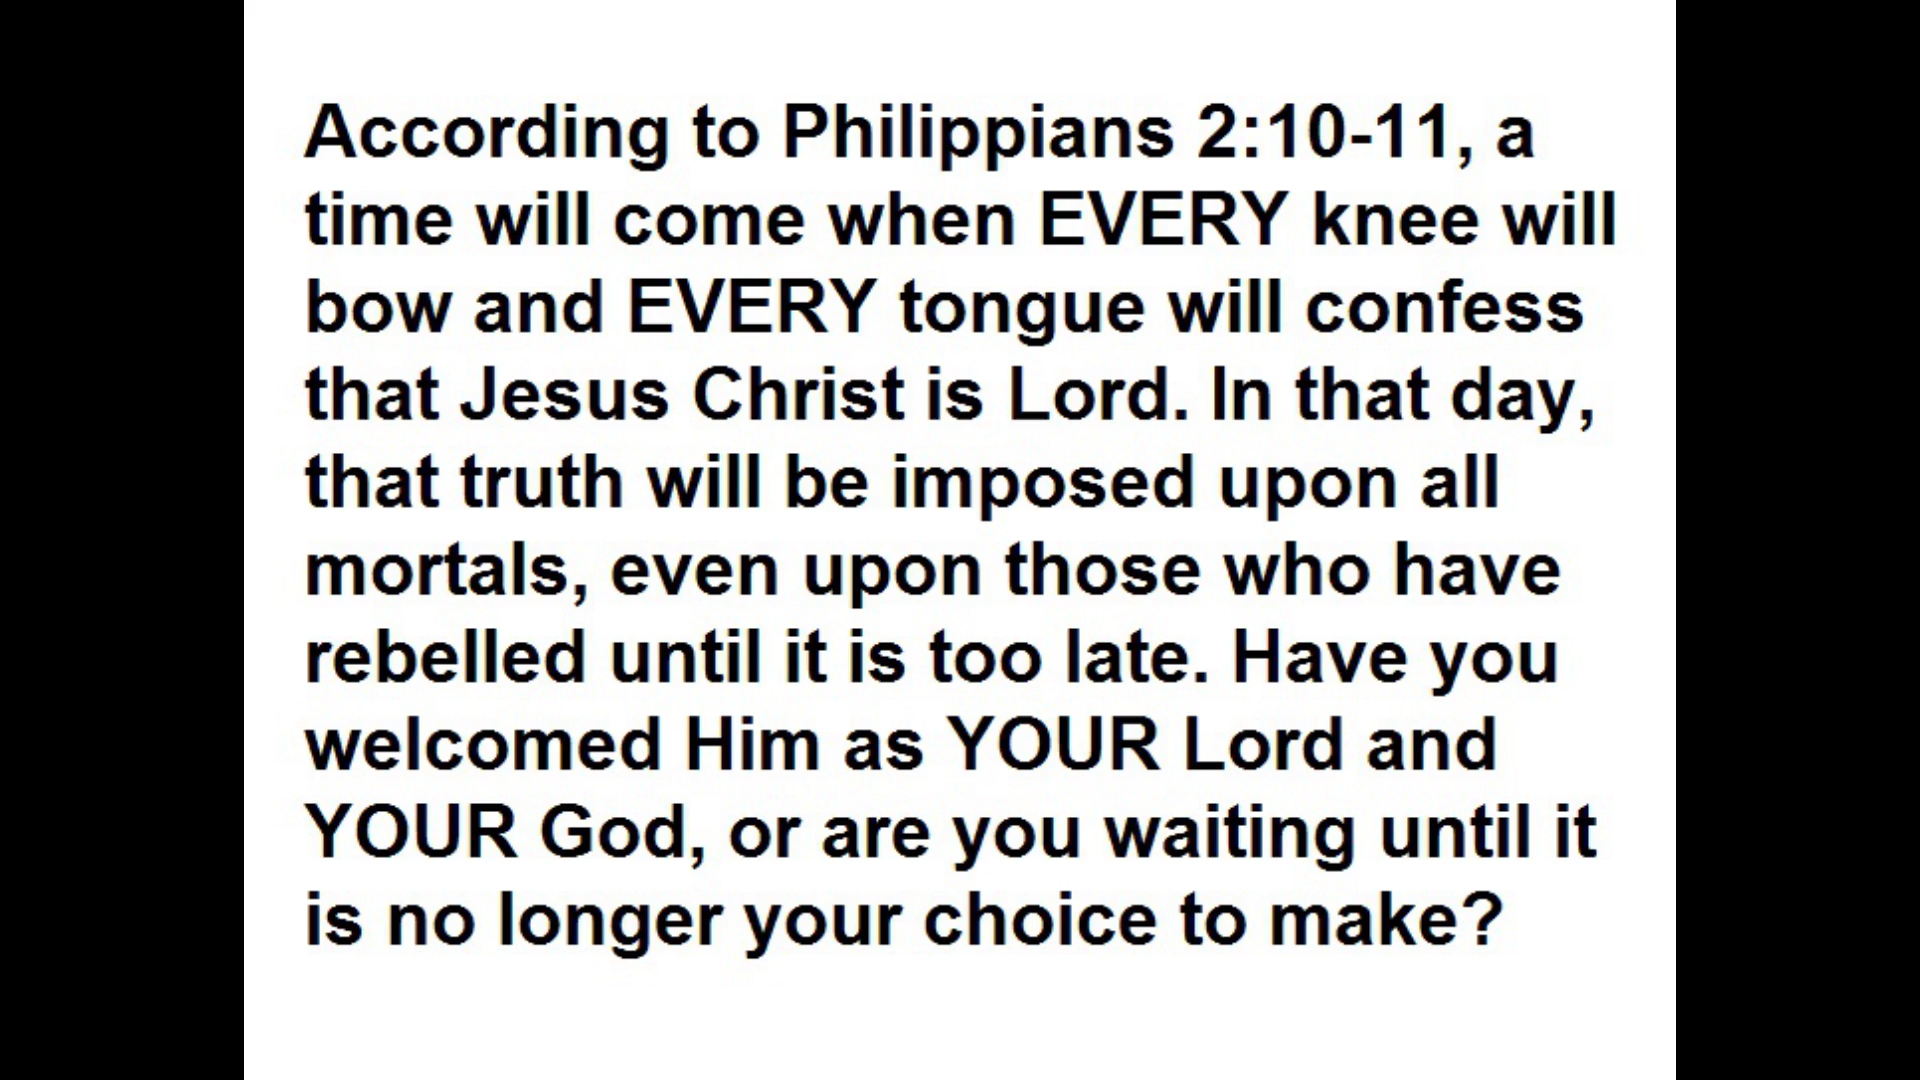 According to Philippians 2:10-11, a
time will come when EVERY knee will
bow and EVERY tongue will confess
that Jesus Christ is Lord. In that day,
that truth will be imposed upon all
mortals, even upon those who have
rebelled until it is too late. Have you
welcomed Him as YOUR Lord and
YOUR God, or are you waiting until it
is no longer your choice to make?